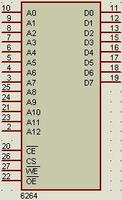 10 A0 D0 11
9 A1 D1 12
8 A2 D2 13
7 A3 D3 15
6 A4 D4 16
5 A5 D5 17
4 A6 D6 18
3 A7 D7 19
25 A8
24 A9
21 A10
23 A11
2 A12
20 CE
26 CS
27 WE
22 OE
6264